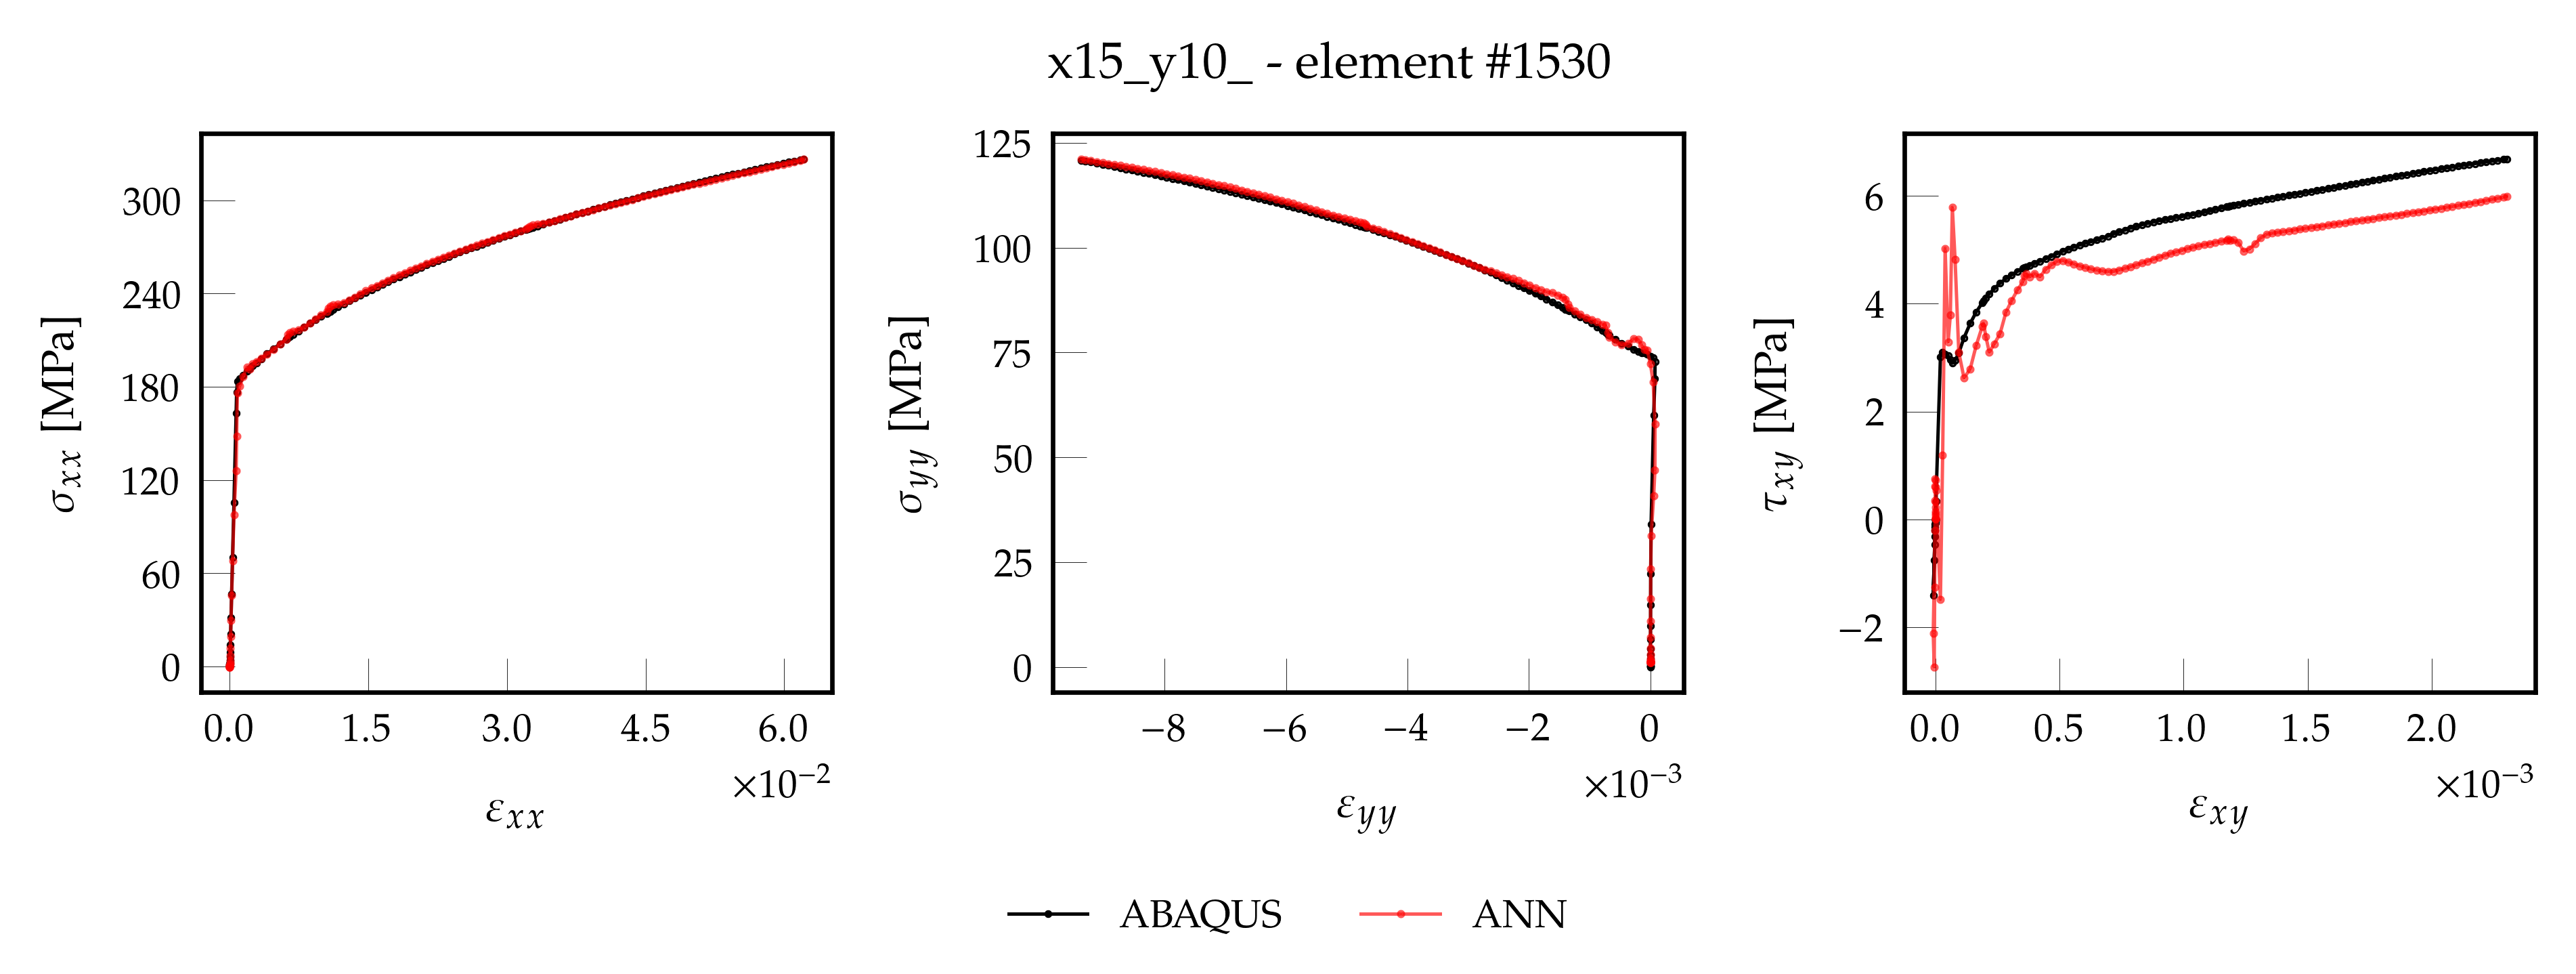 x15_y10_ - element #1530
σxx [MPa]
300
240
180
120
60
0
0.0 1.5 3.0 4.5 6.0
×10−2
εxx
σyy [MPa]
125
100
75
50
25
0
−8 −6 −4 −2 0
×10−3
εyy
τxy [MPa]
6
4
2
0
−2
0.0 0.5 1.0 1.5 2.0
×10−3
εxy
ABAQUS ANN